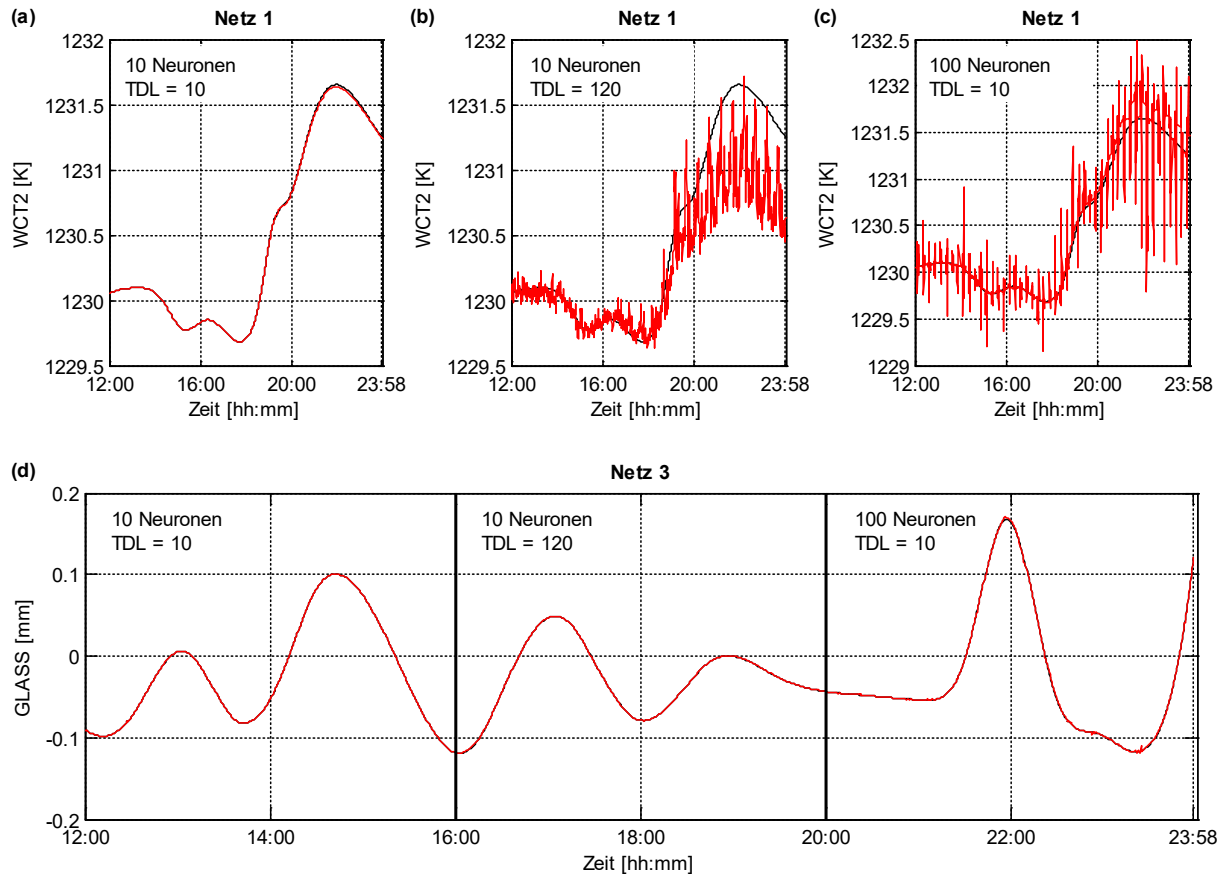 (a)
Netz 1
10 Neuronen
TDL = 10
1232
1231.5
1231
1230.5
1230
1229.5
WCT2 [K]
12:00 16:00 20:00 23:58
Zeit [hh:mm]
(b)
Netz 1
10 Neuronen
TDL = 120
1232
1231.5
1231
1230.5
1230
1229.5
WCT2 [K]
12:00 16:00 20:00 23:58
Zeit [hh:mm]
(c)
Netz 1
100 Neuronen
TDL = 10
1232.5
1232
1231.5
1231
1230.5
1230
1229.5
1229
WCT2 [K]
12:00 16:00 20:00 23:58
Zeit [hh:mm]
(d)
Netz 3
10 Neuronen
TDL = 10
10 Neuronen
TDL = 120
100 Neuronen
TDL = 10
0.2
0.1
0
-0.1
-0.2
GLASS [mm]
12:00 14:00 16:00 18:00 20:00 22:00 23:58
Zeit [hh:mm]